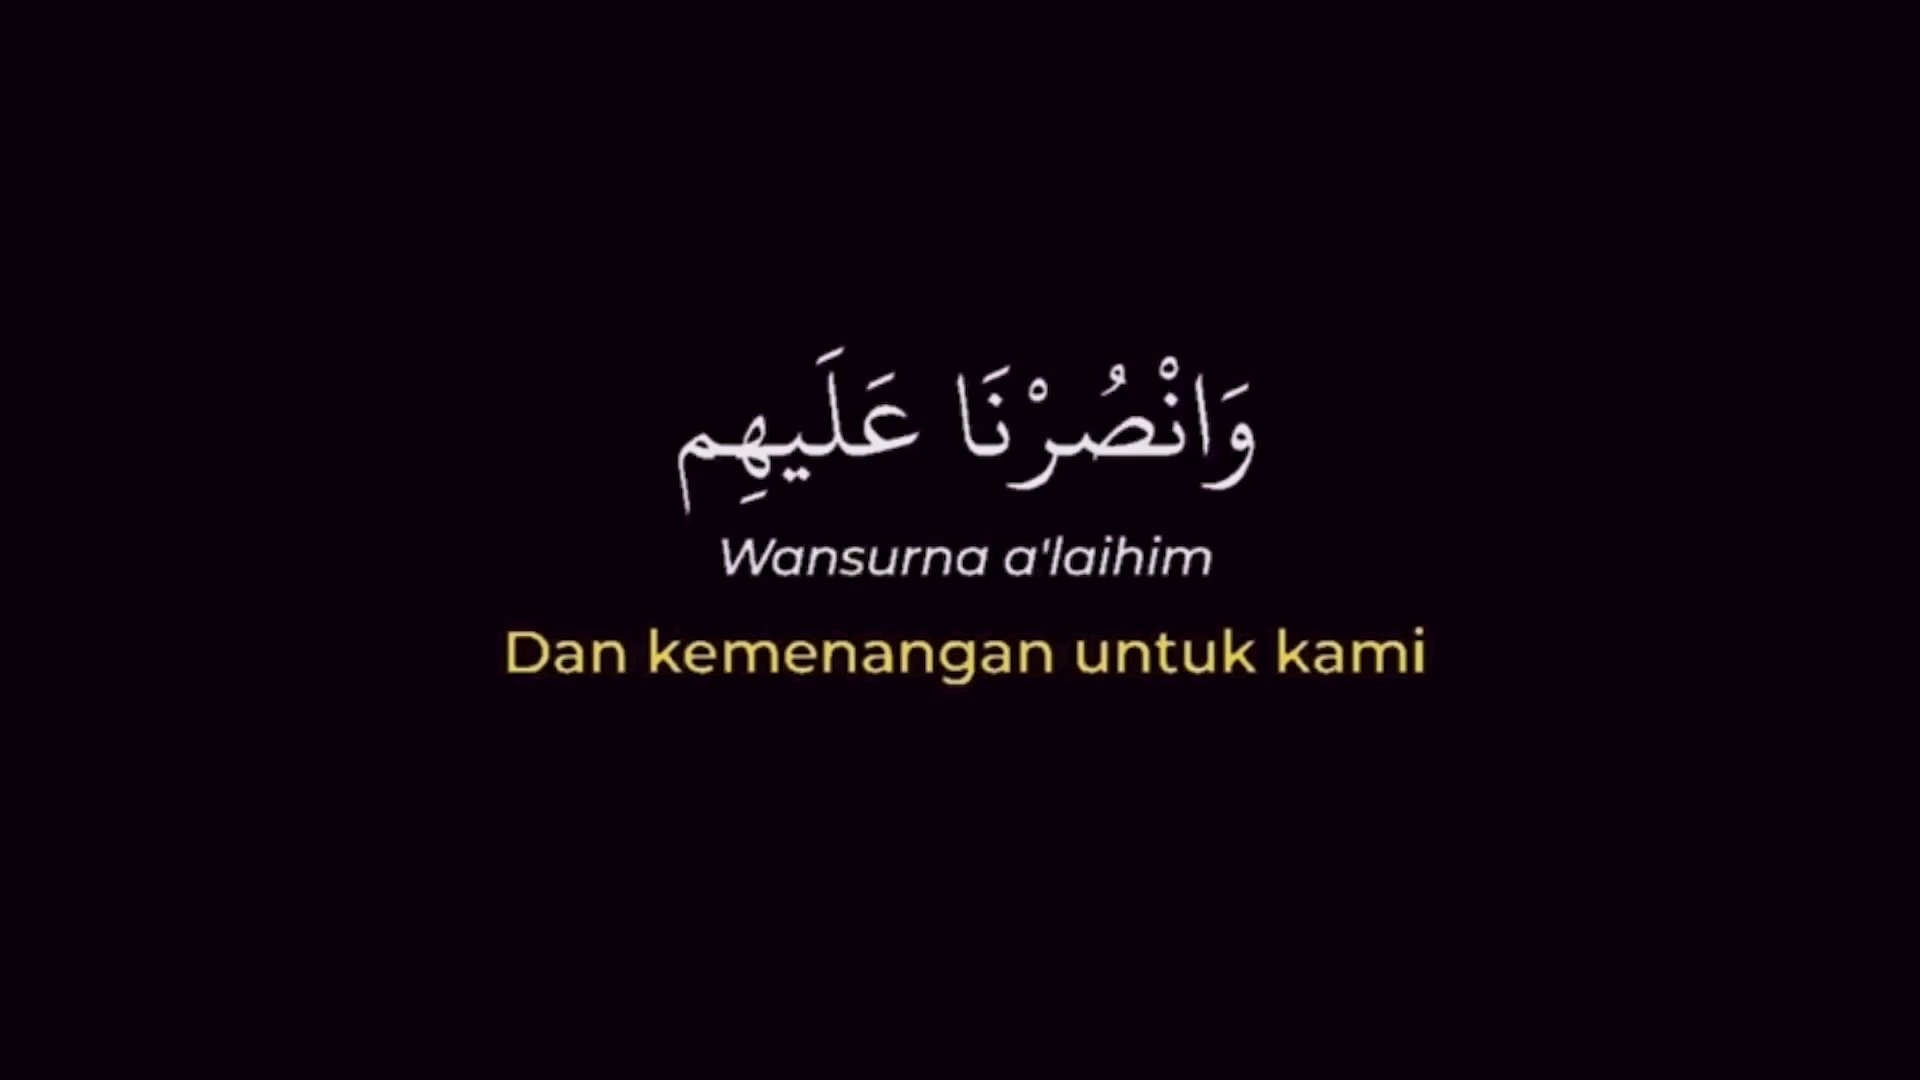 وَانْصُرْنَا عَلَيهِم
Wansurna a'laihim
Dan kemenangan untuk kami